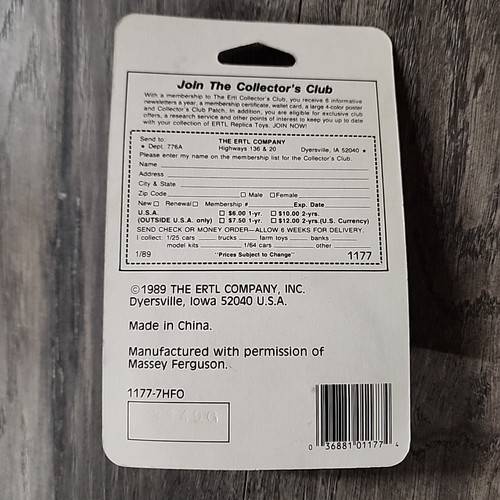 Join The Collector's Club
With a membership to The Ertl Collector's Club, you receive 6 informative
newsletters a year, a membership certificate, wallet card, a large 4-color poster
and Collector's Club Patch. In addition, you are eligible for exclusive club
offers, a research service and other points of interest to keep you up to date
with your collection of ERTL Replica Toys. JOIN NOW!
Send to: THE ERTL COMPANY
★ Dept. 776A Highways 136 & 20 Dyersville, IA 52040 ★
Please enter my name on the membership list for the Collector's Club.
Name
Address
City & State
Zip Code □ Male □ Female
New □ Renewal □ Membership # Exp. Date
U.S.A. □ $6.00 1-yr. □ $10.00 2-yrs.
(OUTSIDE U.S.A. only) □ $7.50 1-yr. □ $12.00 2-yrs. (U.S. Currency)
SEND CHECK OR MONEY ORDER—ALLOW 6 WEEKS FOR DELIVERY.
I collect: 1/25 cars trucks farm toys banks
model kits 1/64 cars other
1/89 "Prices Subject to Change" 1177
©1989 THE ERTL COMPANY, INC.
Dyersville, Iowa 52040 U.S.A.
Made in China.
Manufactured with permission of
Massey Ferguson.
1177-7HFO
0 36881 01177 4